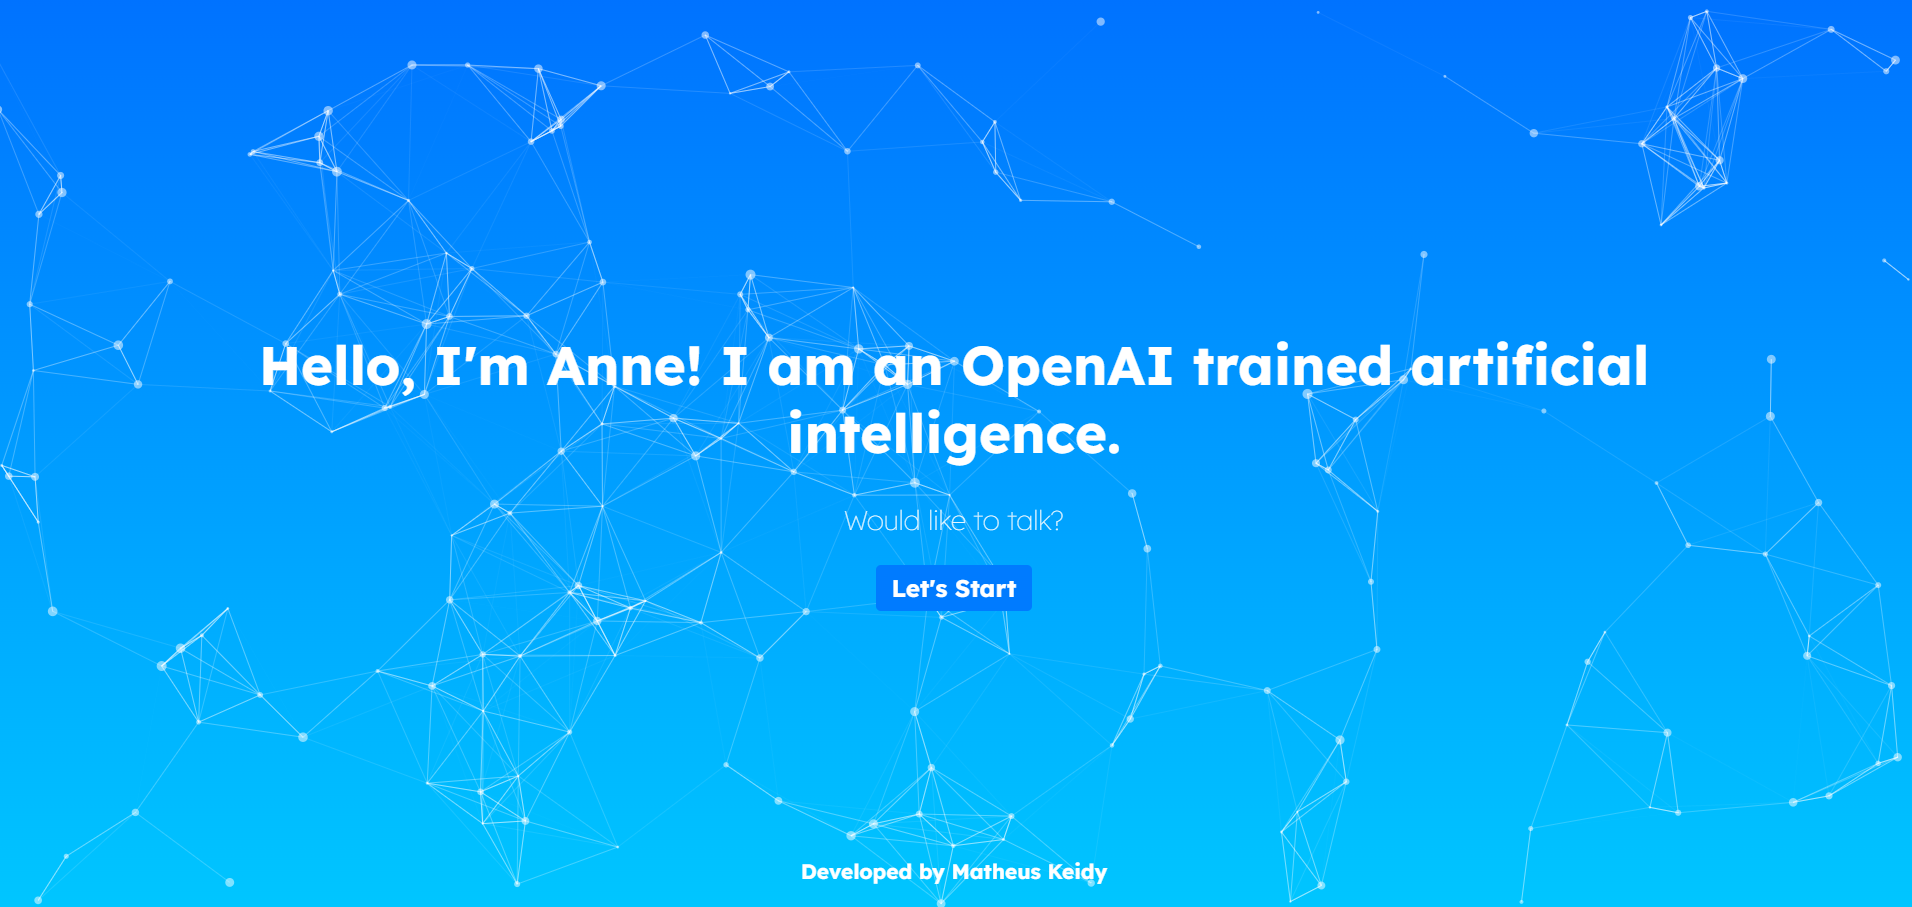 Hello, I'm Anne! I am an OpenAI trained artificial
intelligence.
Would like to talk?
Let's Start
Developed by Matheus Keidy